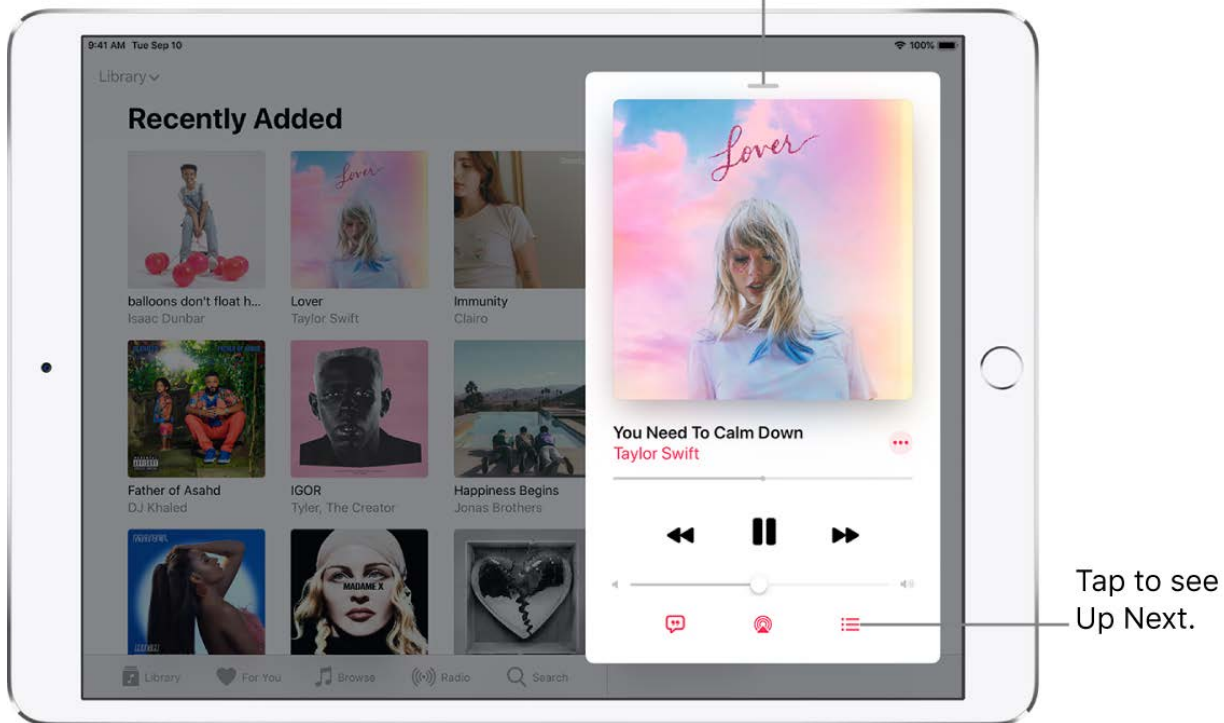 9:41 AM Tue Sep 10
100%
Library
Recently Added
Lover
Lover
balloons don't float h...
Isaac Dunbar
Lover
Taylor Swift
Immunity
Clairo
You Need To Calm Down
Taylor Swift
Father of Asahd
DJ Khaled
IGOR
Tyler, The Creator
Happiness Begins
Jonas Brothers
MADAME X
Tap to see
Up Next.
Library
For You
Browse
Radio
Search